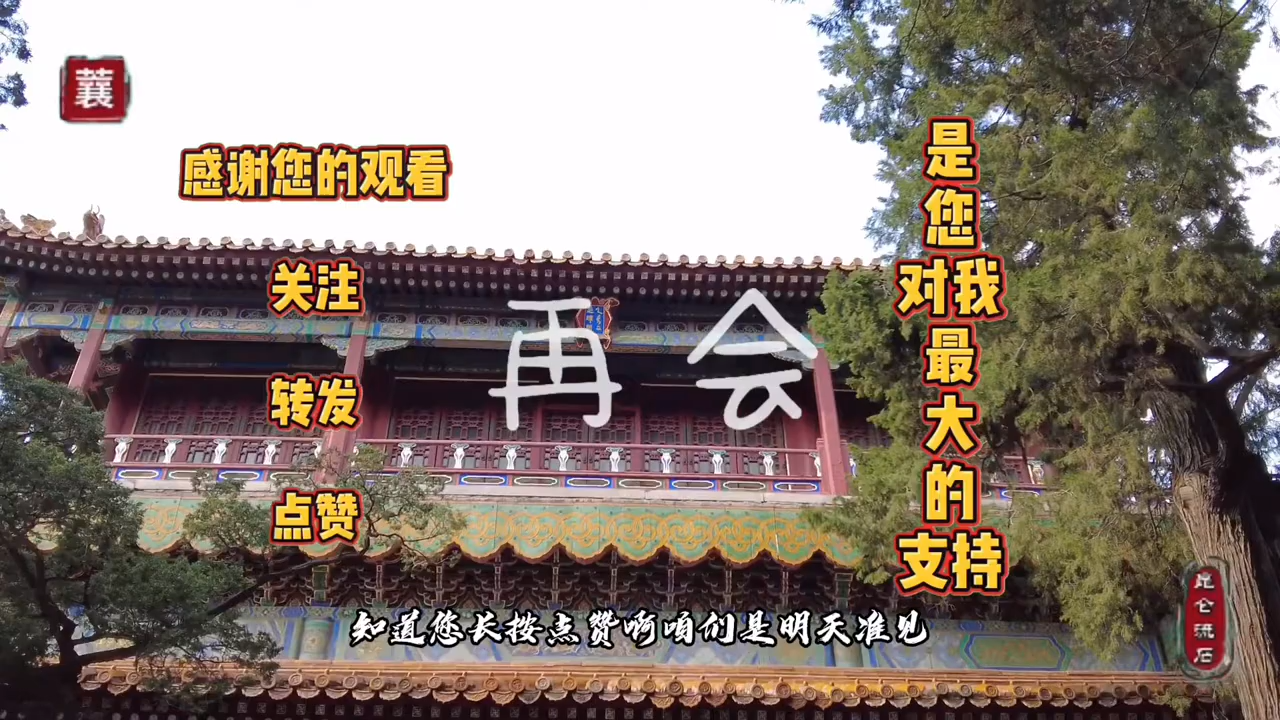 蘘
感谢您的观看
关注
转发
点赞
再会
是您对我最大的支持
知道您长按点赞啊咱们是明天准见
昆仑流石